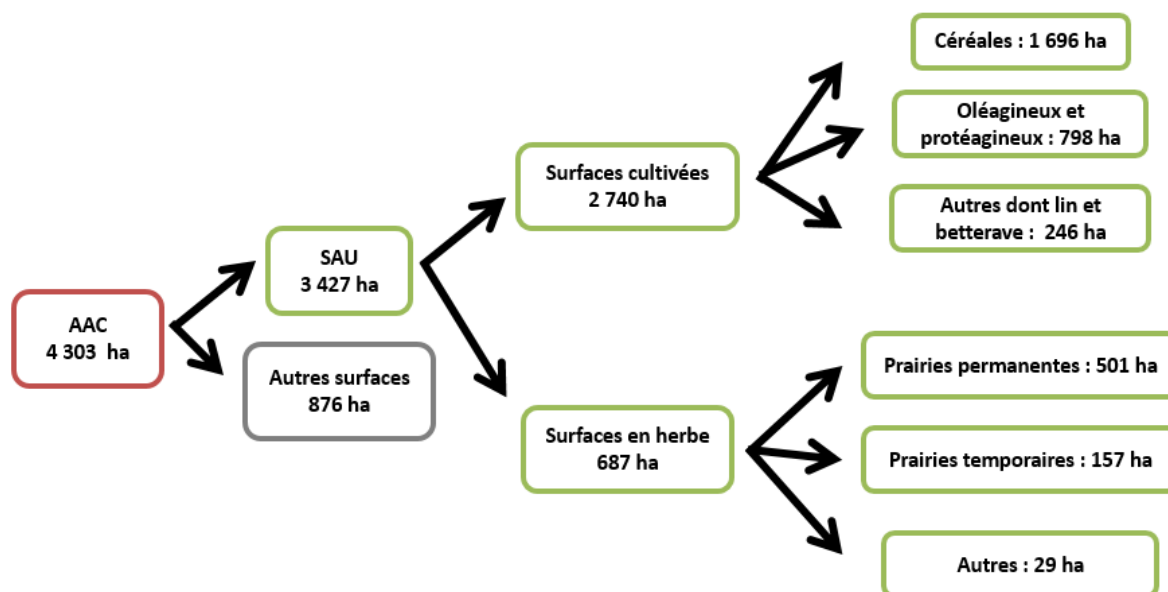 AAC
4 303  ha
SAU
3 427 ha
Autres surfaces
876 ha
Surfaces cultivées
2 740 ha
Surfaces en herbe
687 ha
Céréales : 1 696 ha
Oléagineux et
protéagineux : 798 ha
Autres dont lin et
betterave :  246 ha
Prairies permanentes : 501 ha
Prairies temporaires : 157 ha
Autres : 29 ha